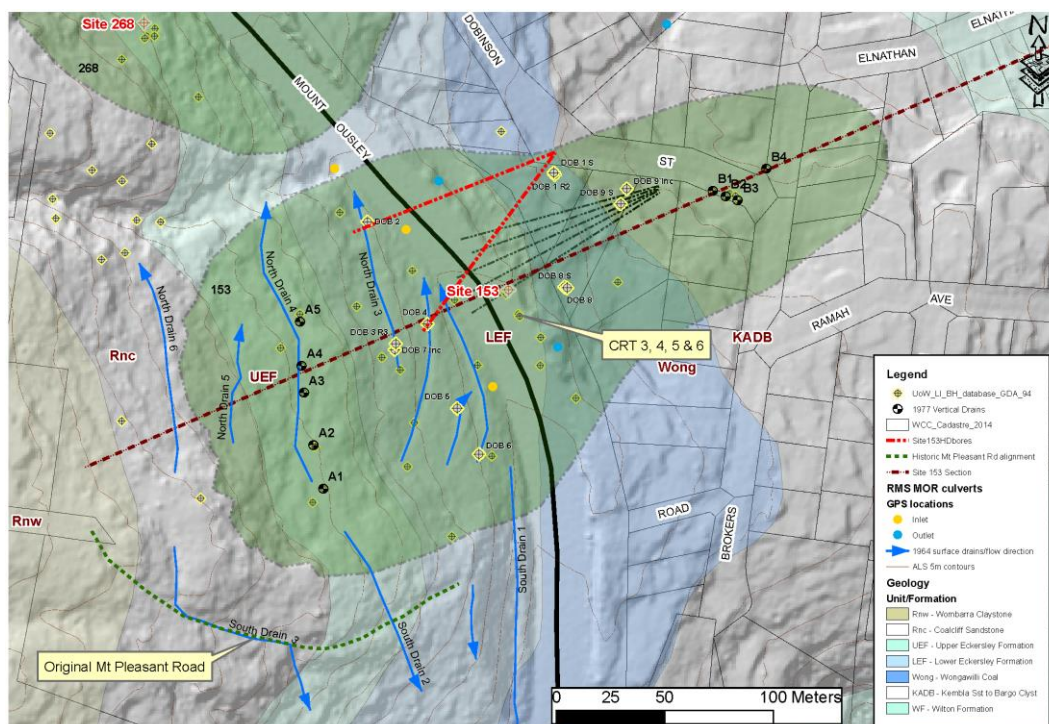 Site 268
268
DOBINSON
ELNATHAN
ELNATHAN
N
MOUNT
OUSLEY
ST
B4
B1
B2
B3
DOB 1 S
DOB 1 R2
DOB 9 Inc
DOB 9 S
DOB 2
North Drain 3
North Drain 4
153
North Drain 6
North Drain 5
Rnc
UEF
A5
A4
A3
A2
A1
Site 153
DOB 4
DOB 3 R3
DOB 7 Inc
DOB 8 S
DOB 8
LEF
CRT 3, 4, 5 & 6
Wong
KADB
RAMAH
AVE
DOB 5
DOB 6
ROAD
BROKERS
Rnw
South Drain 1
South Drain 2
South Drain 3
Original Mt Pleasant Road
0 20 40 60 80 100 Meters
Legend
UoW_LI_BH_database_GDA_94
1977 Vertical Drains
WCC_Cadastre_2014
Site153HDbores
Historic Mt Pleasant Rd alignment
Site 153 Section
RMS MOR culverts
GPS locations
Inlet
Outlet
1964 surface drains/flow direction
ALS 5m contours
Geology
Unit/Formation
Rnw - Wombarra Claystone
Rnc - Coalcliff Sandstone
UEF - Upper Eckersley Formation
LEF - Lower Eckersley Formation
Wong - Wongawilli Coal
KADB - Kembla Sst to Bargo Clyst
WF - Wilton Formation